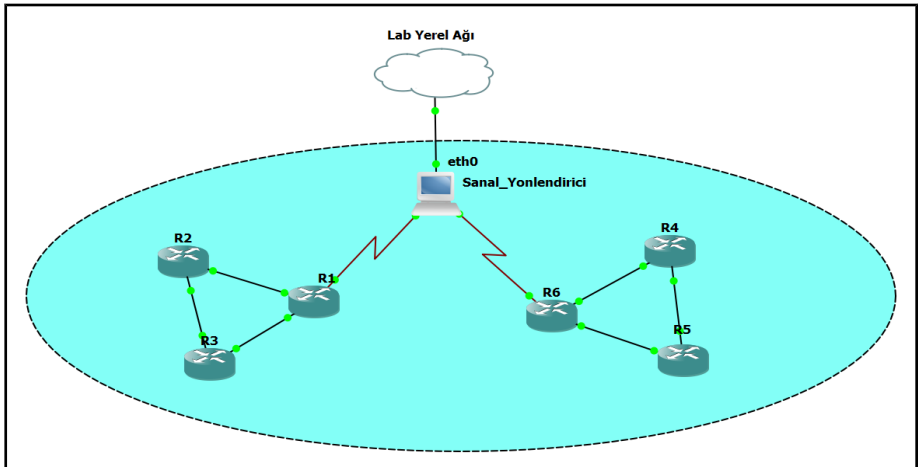 Lab Yerel Ağı
eth0
Sanal_Yonlendirici
R2
R1
R3
R4
R6
R5